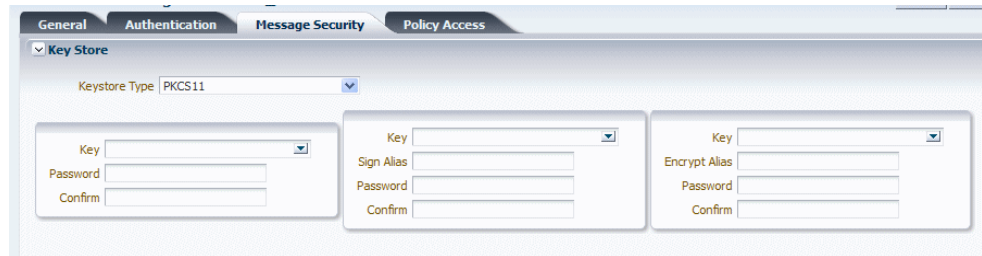 General Authentication Message Security Policy Access
Key Store
Keystore Type PKCS11
Key
Password
Confirm
Key
Sign Alias
Password
Confirm
Key
Encrypt Alias
Password
Confirm